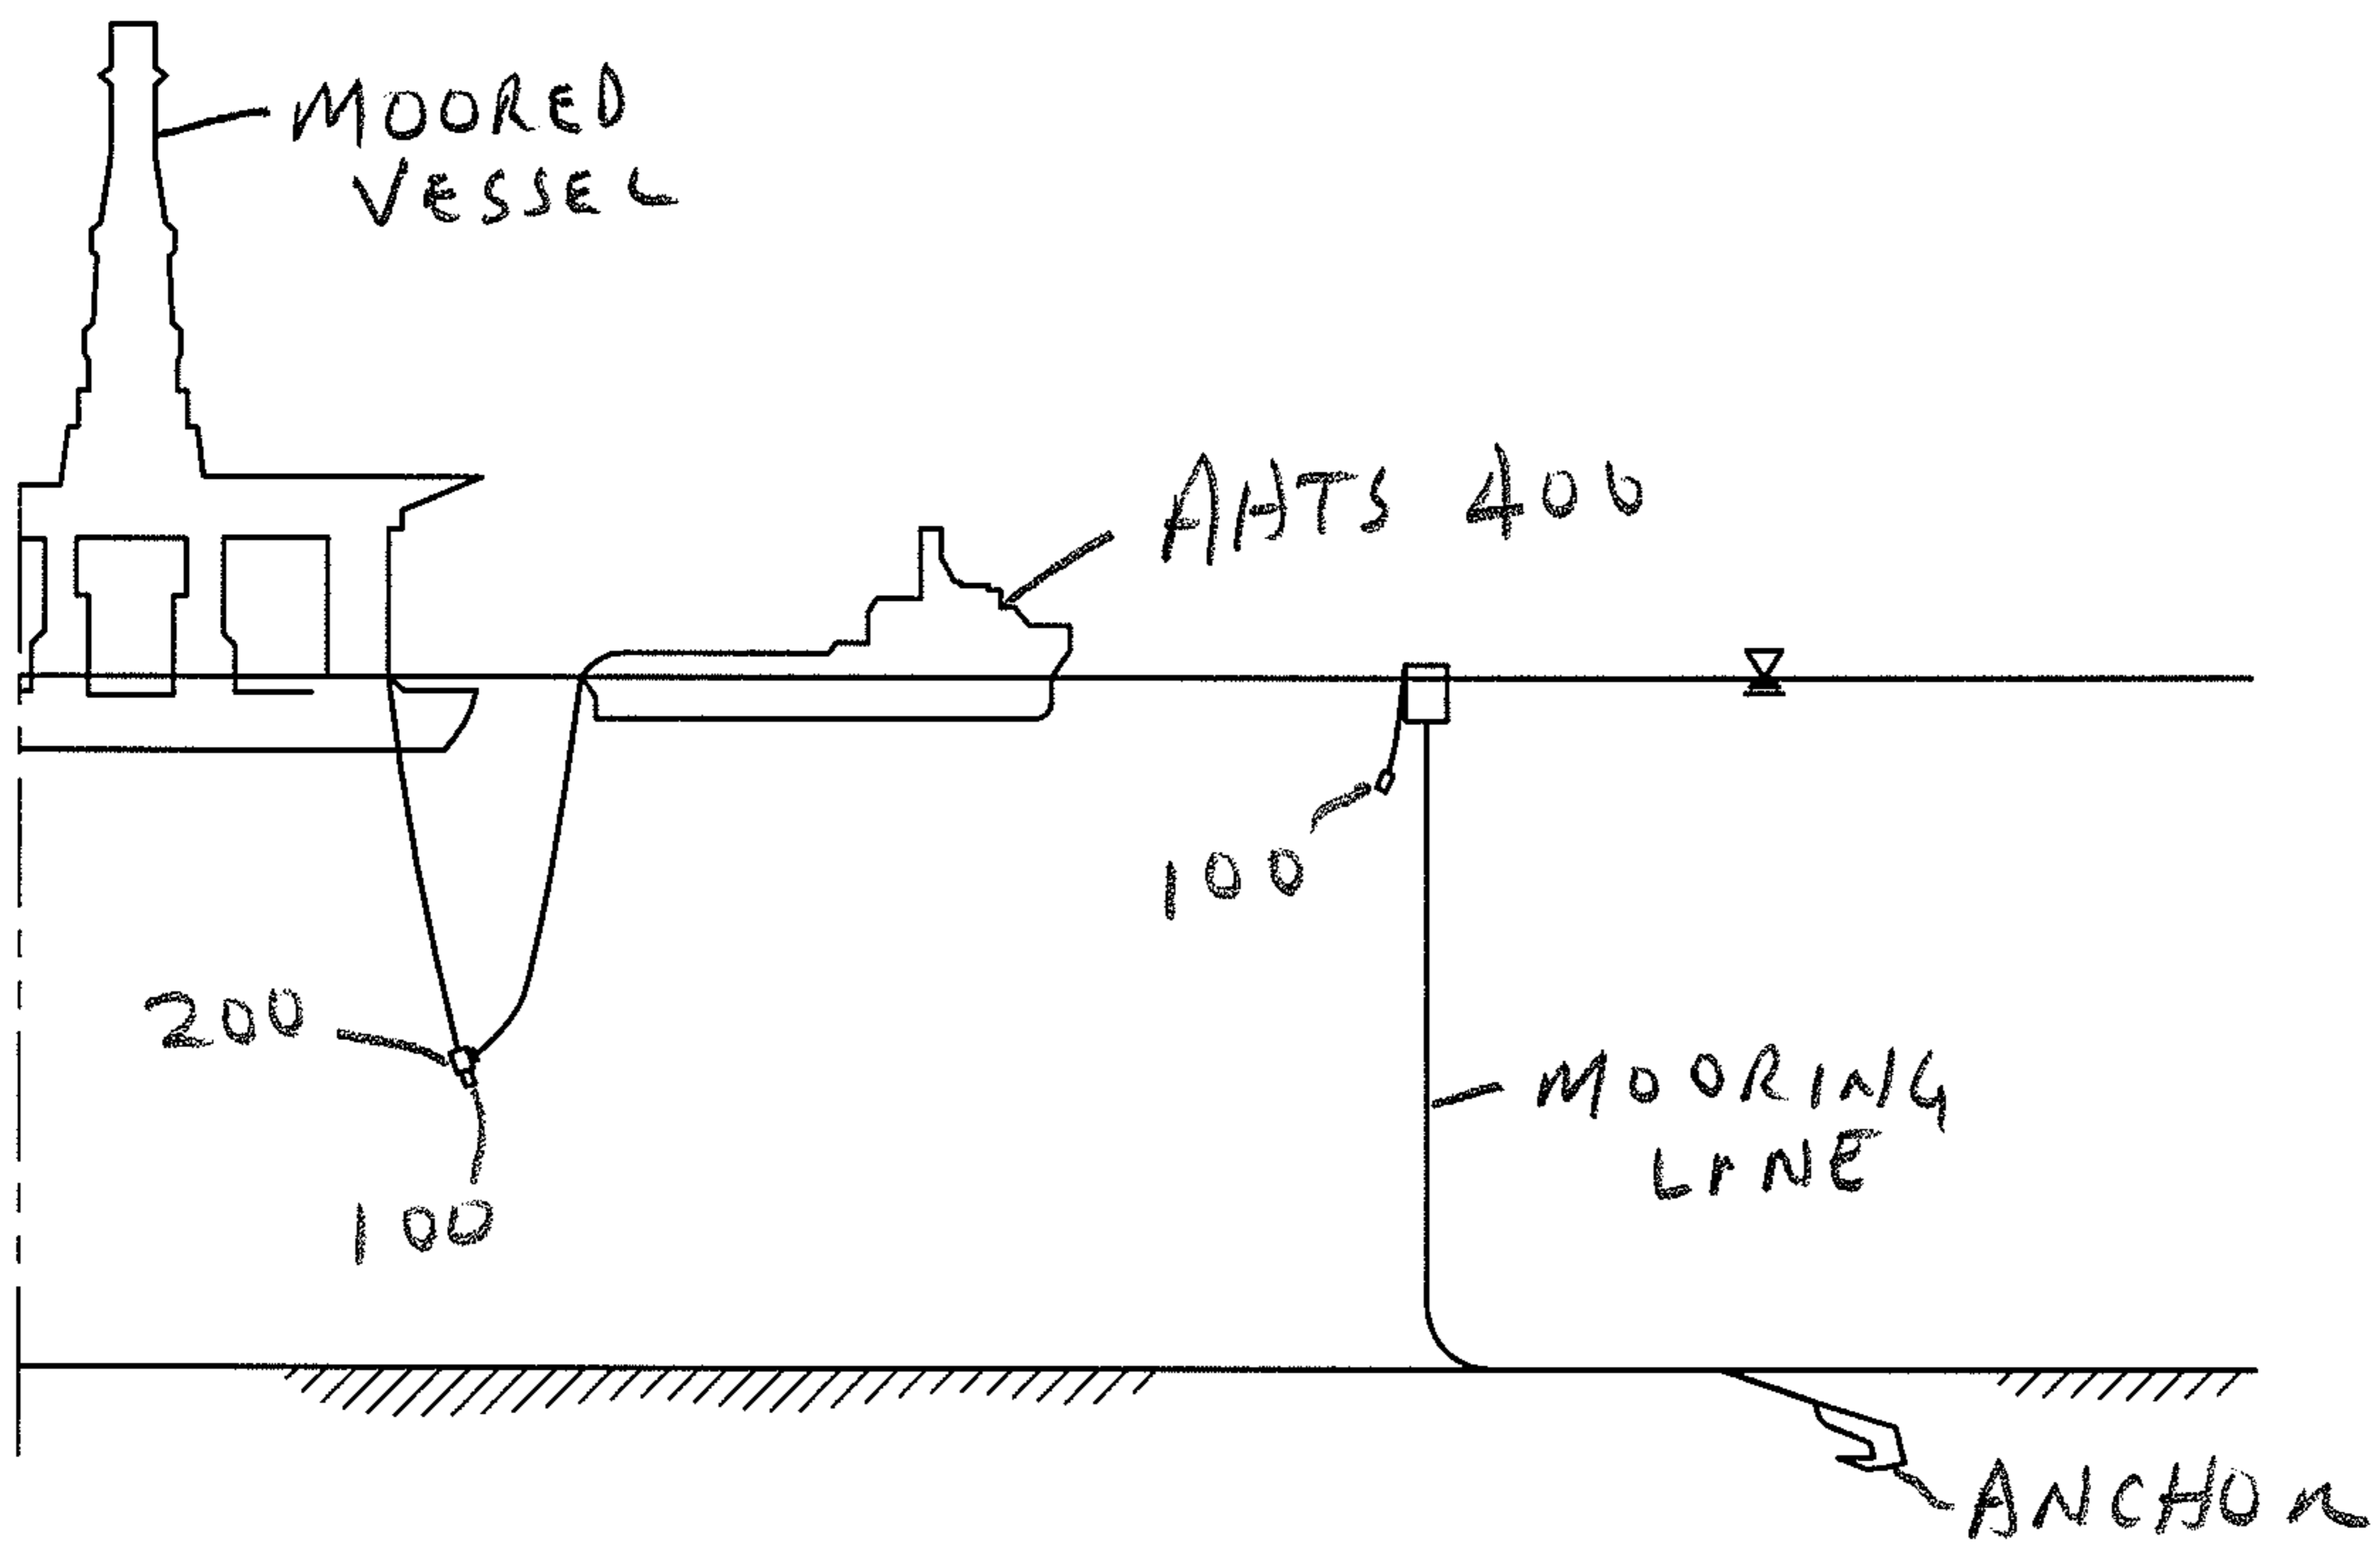 MOORED
VESSEL
AHTS 400
100
200
100
MOORING
LINE
ANCHOR